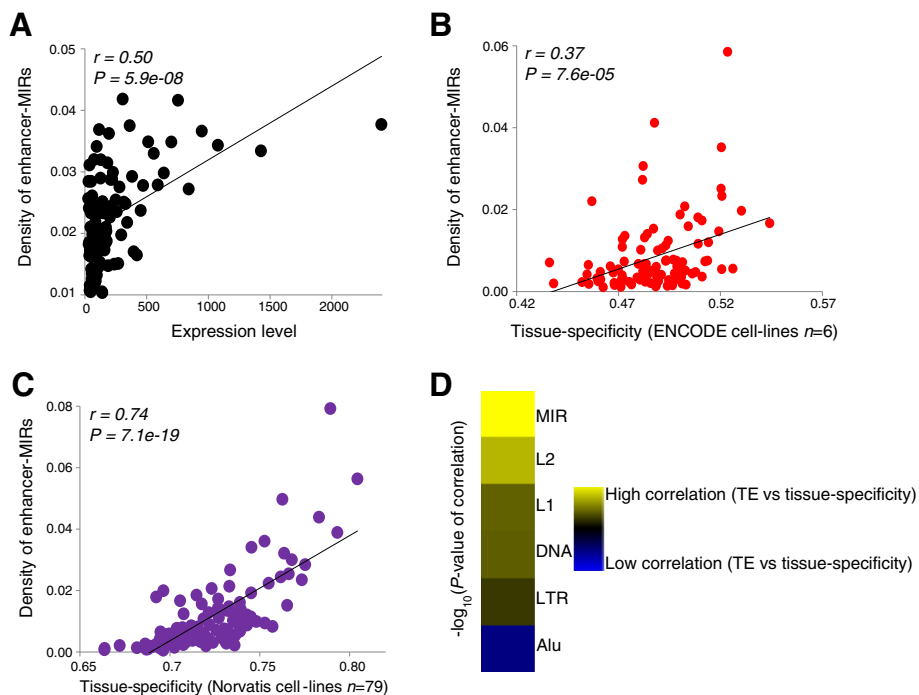 A
r = 0.50
P = 5.9e-08
Density of enhancer-MIRs
0.05
0.04
0.03
0.02
0.01
0
500
1000
1500
2000
Expression level
B
r = 0.37
P = 7.6e-05
Density of enhancer-MIRs
0.06
0.04
0.02
0.00
0.42
0.47
0.52
0.57
Tissue-specificity (ENCODE cell-lines n=6)
C
r = 0.74
P = 7.1e-19
Density of enhancer-MIRs
0.08
0.06
0.04
0.02
0.00
0.65
0.7
0.75
0.80
Tissue-specificity (Norvatis cell-lines n=79)
D
-log10(P-value of correlation)
MIR
L2
L1
DNA
LTR
Alu
High correlation (TE vs tissue-specificity)
Low correlation (TE vs tissue-specificity)